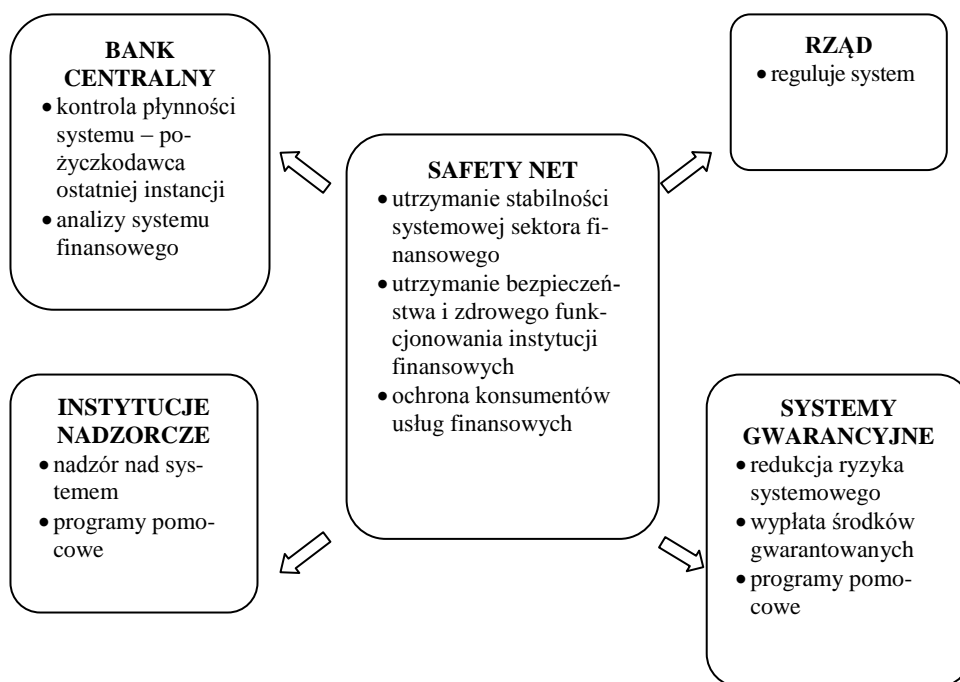 BANK
CENTRALNY
• kontrola płynności
systemu – po-
życzkodawca
ostatniej instancji
• analizy systemu
finansowego
RZĄD
• reguluje system
SAFETY NET
• utrzymanie stabilności
systemowej sektora fi-
nansowego
• utrzymanie bezpieczeń-
stwa i zdrowego funk-
cjonowania instytucji
finansowych
• ochrona konsumentów
usług finansowych
INSTYTUCJE
NADZORCZE
• nadzór nad sys-
temem
• programy pomo-
cowe
SYSTEMY
GWARANCYJNE
• redukcja ryzyka
systemowego
• wypłata środków
gwarantowanych
• programy pomo-
cowe